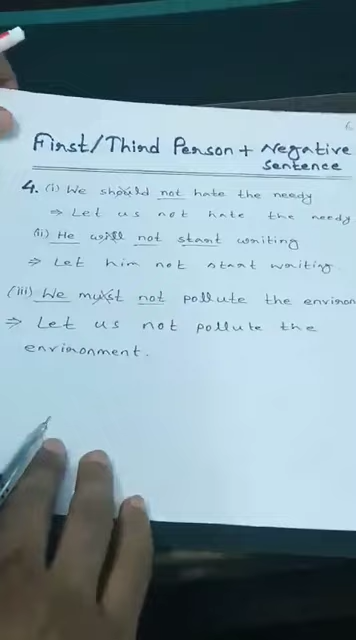 First/Third Person + Negative
Sentence
4. (i) We should not hate the needy
⇒ Let us not hate the needy
(ii) He will not start writing
⇒ Let him not start writing.
(iii) We must not pollute the environ
⇒ Let us not pollute the
environment.